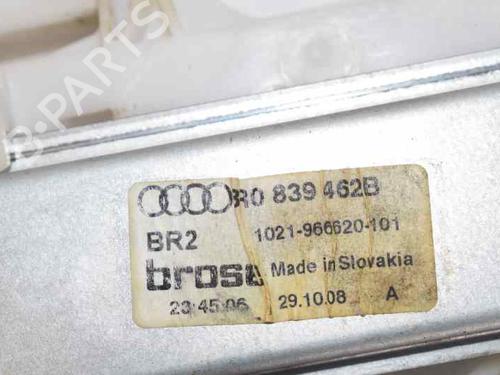 B-PARTS
8R0 839 462B
BR2 1021-966620-101
brose Made in Slovakia
23:45:06 29.10.08 A